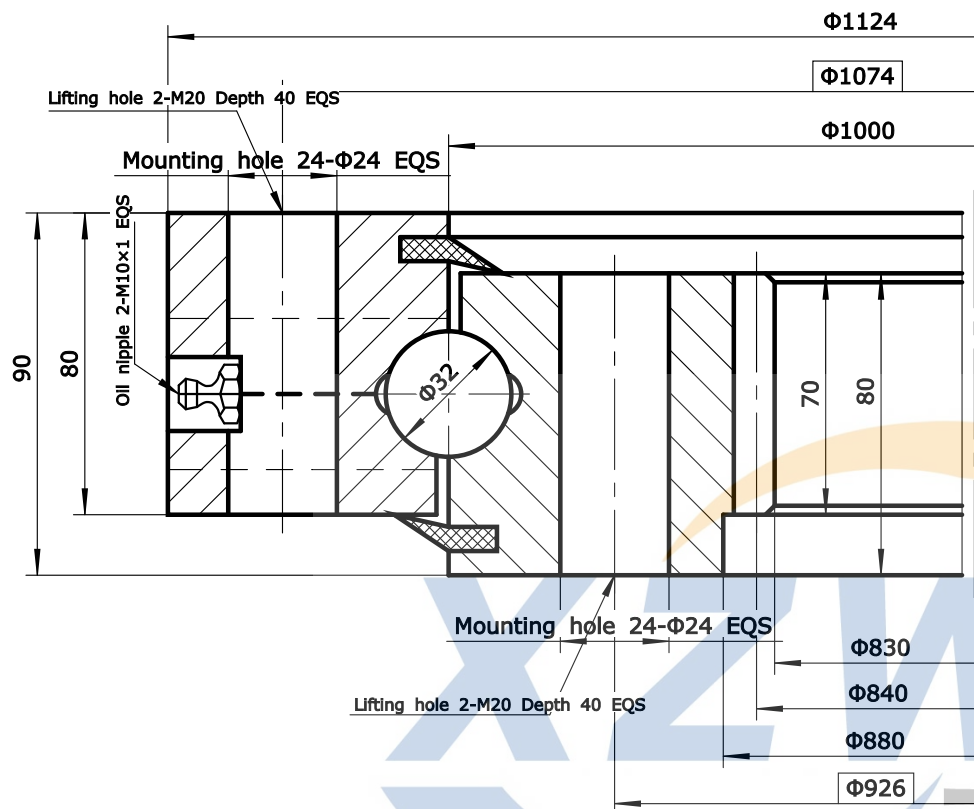 Φ1124
Φ1074
Lifting hole 2-M20 Depth 40 EQS
Φ1000
Mounting hole 24-Φ24 EQS
Oil nipple 2-M10×1 EQS
90
80
Φ32
70
80
Mounting hole 24-Φ24 EQS
Φ830
Lifting hole 2-M20 Depth 40 EQS
Φ840
Φ880
Φ926
XZW